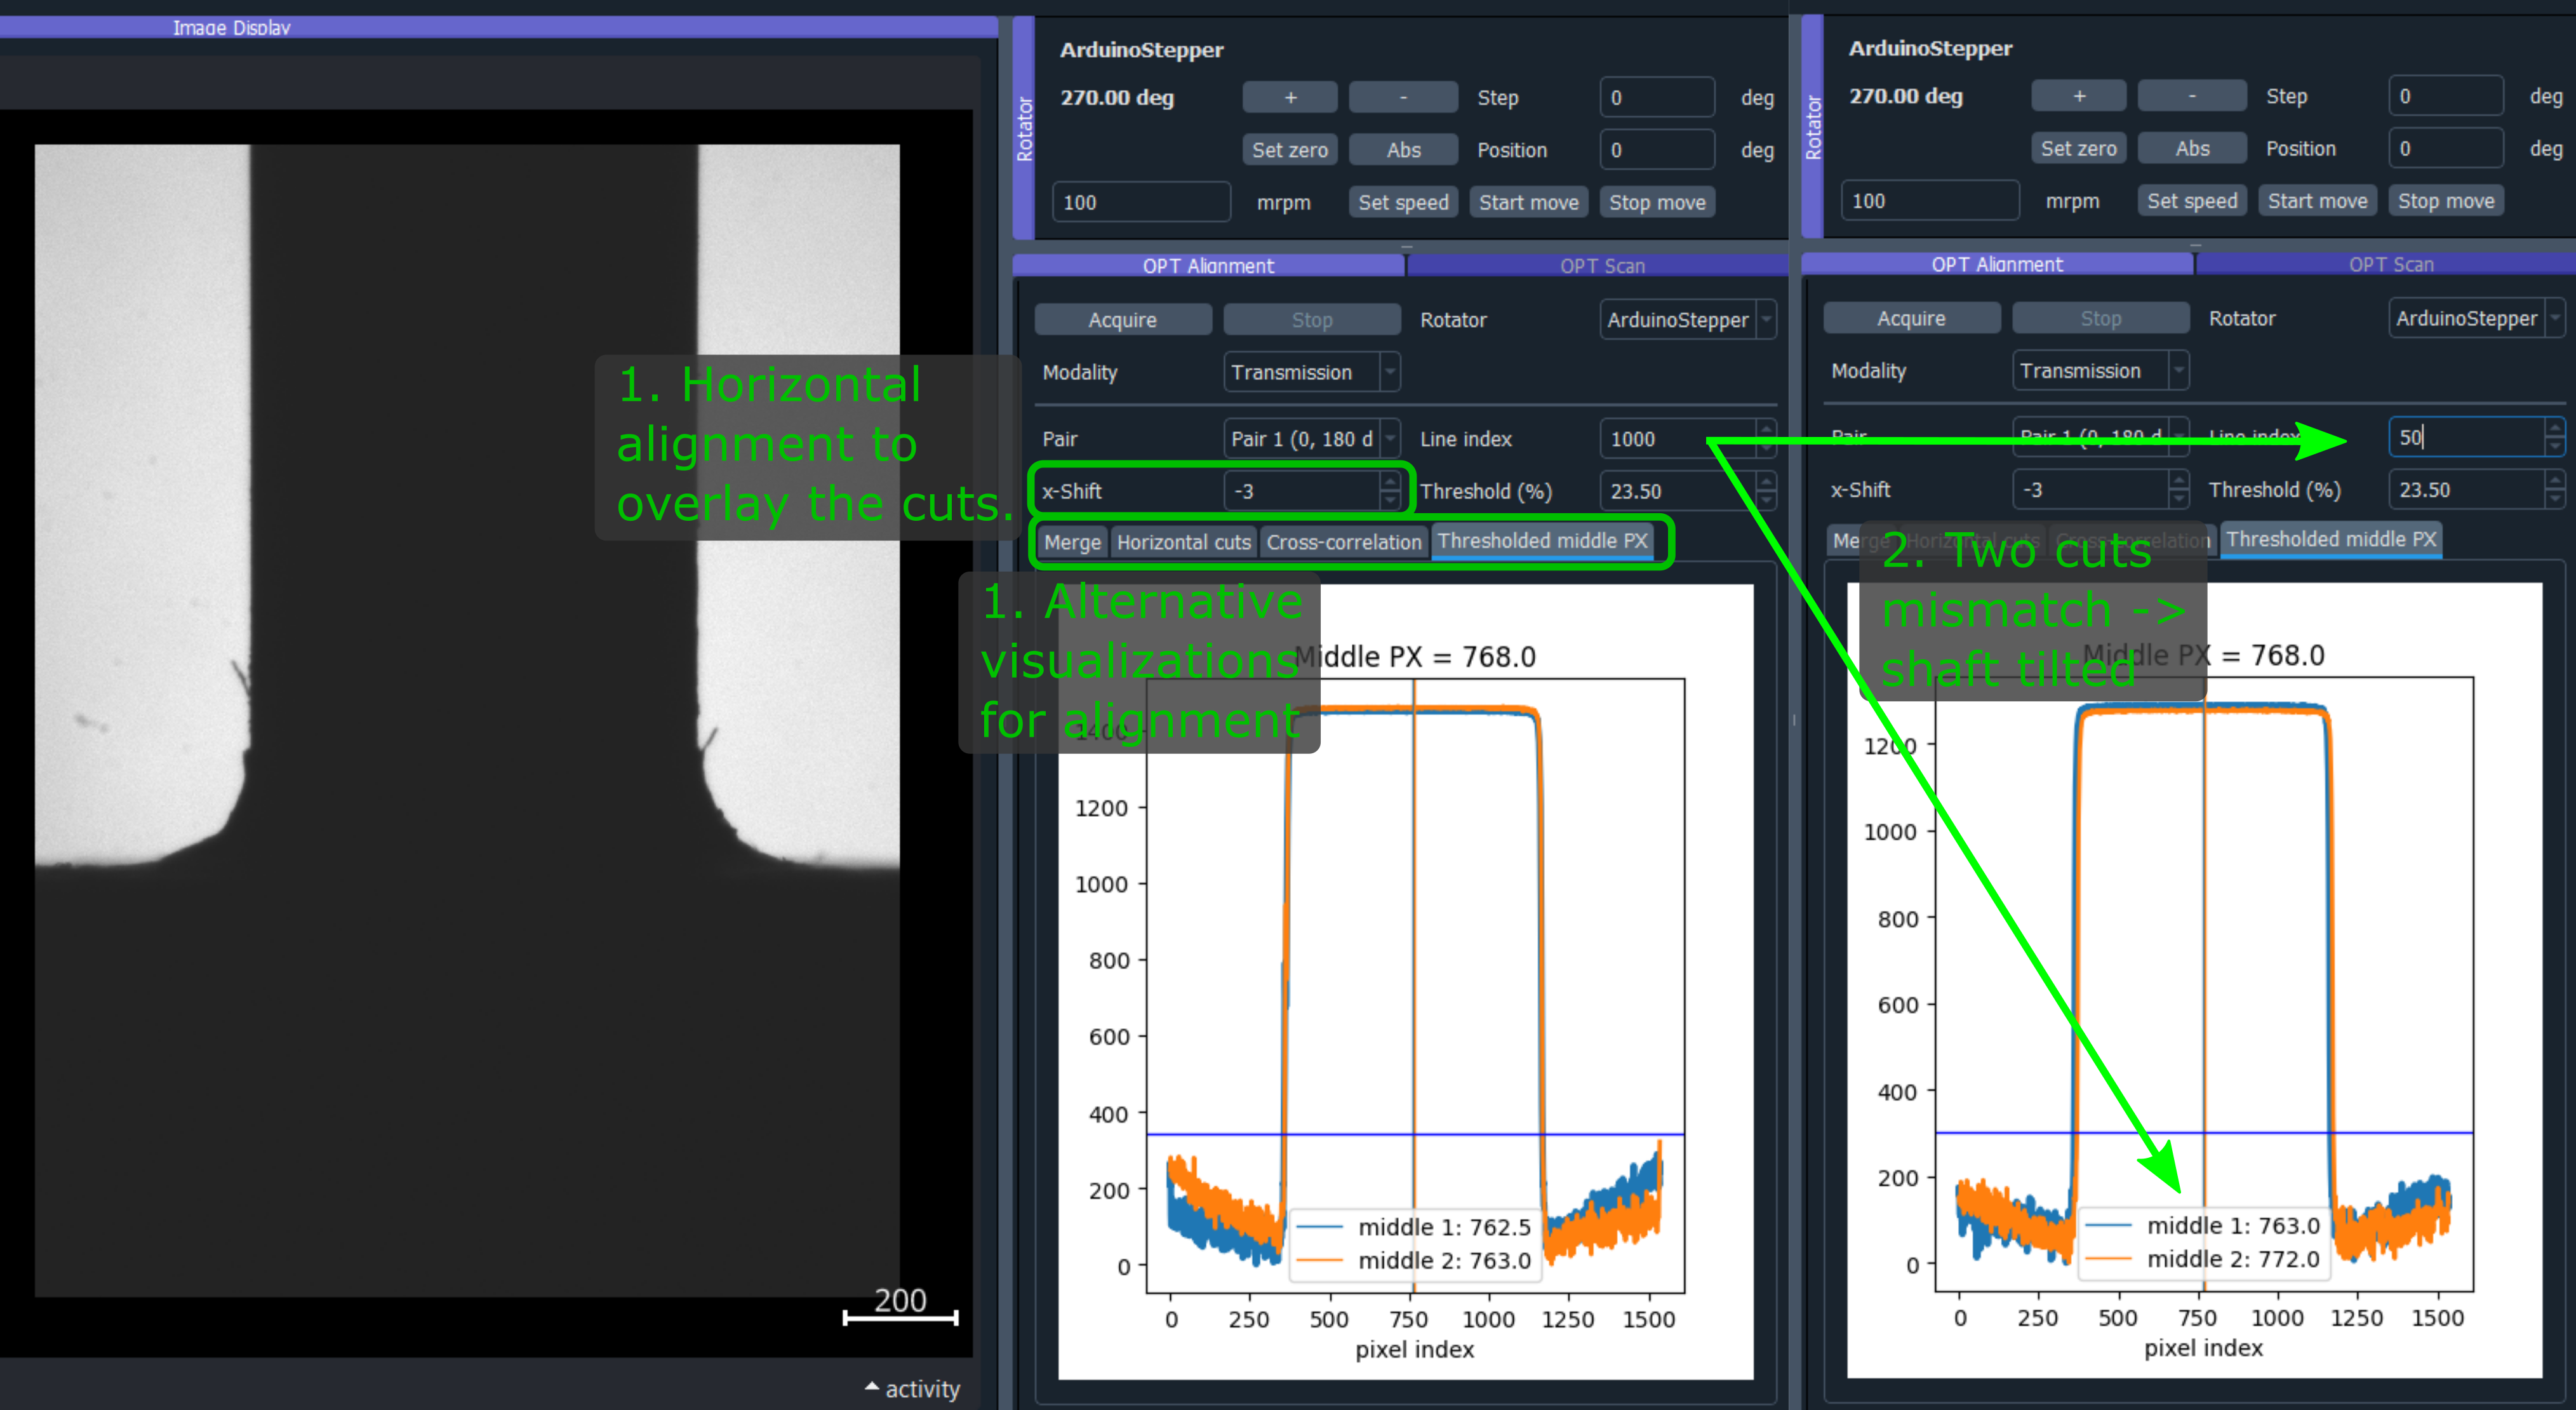 Image Display
Rotator
ArduinoStepper
270.00 deg
+
-
Step
0
deg
Set zero
Abs
Position
0
deg
100
mrpm
Set speed
Start move
Stop move
OPT Alignment
OPT Scan
Acquire
Stop
Rotator
ArduinoStepper
Modality
Transmission
Pair
Pair 1 (0, 180 d
Line index
1000
x-Shift
-3
Threshold (%)
23.50
Merge
Horizontal cuts
Cross-correlation
Thresholded middle PX
1. Horizontal
alignment to
overlay the cuts.
1. Alternative
visualizations
for alignment
Middle PX = 768.0
1400
1200
1000
800
600
400
200
0
middle 1: 762.5
middle 2: 763.0
0
250
500
750
1000
1250
1500
pixel index
200
activity
Rotator
ArduinoStepper
270.00 deg
+
-
Step
0
deg
Set zero
Abs
Position
0
deg
100
mrpm
Set speed
Start move
Stop move
OPT Alignment
OPT Scan
Acquire
Stop
Rotator
ArduinoStepper
Modality
Transmission
Pair
Pair 1 (0, 180 d
Line index
50
x-Shift
-3
Threshold (%)
23.50
Merge
Horizontal cuts
Cross-correlation
Thresholded middle PX
2. Two cuts
mismatch ->
shaft tilted
Middle PX = 768.0
1200
1000
800
600
400
200
0
middle 1: 763.0
middle 2: 772.0
0
250
500
750
1000
1250
1500
pixel index